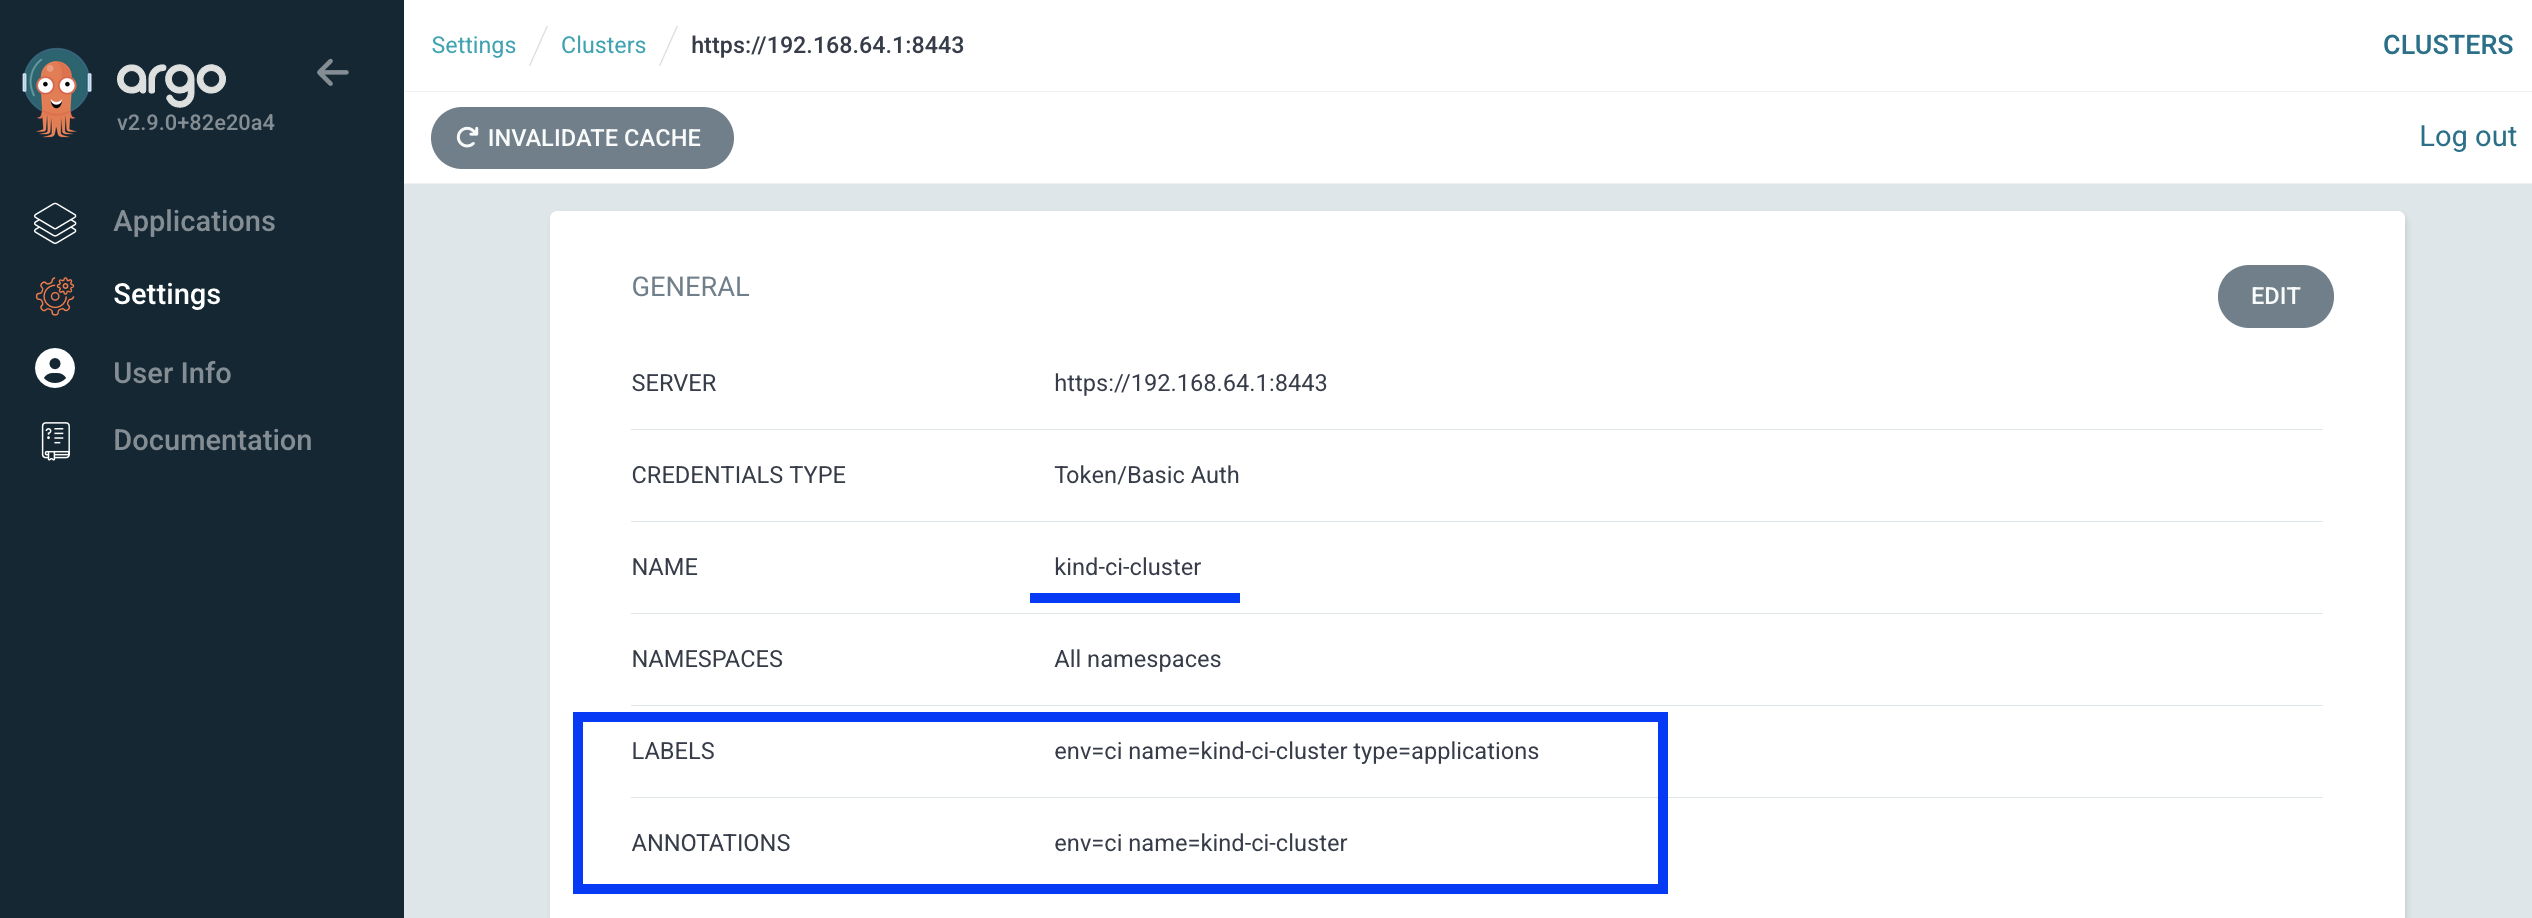 argo
v2.9.0+82e20a4
Applications
Settings
User Info
Documentation
Settings / Clusters / https://192.168.64.1:8443
CLUSTERS
INVALIDATE CACHE
Log out
GENERAL
EDIT
SERVER https://192.168.64.1:8443
CREDENTIALS TYPE Token/Basic Auth
NAME kind-ci-cluster
NAMESPACES All namespaces
LABELS env=ci name=kind-ci-cluster type=applications
ANNOTATIONS env=ci name=kind-ci-cluster